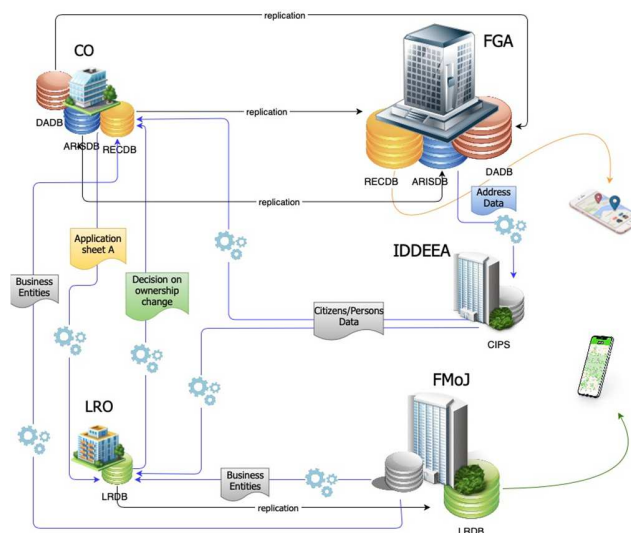 replication
CO
FGA
DADB
ARISDB
RECDB
replication
RECDB
ARISDB
DADB
replication
Address
Data
Application
sheet A
Business
Entities
Decision on
ownership
change
IDDEEA
Citizens/Persons
Data
CIPS
FMoJ
LRO
Business
Entities
LRDB
replication
LRDB